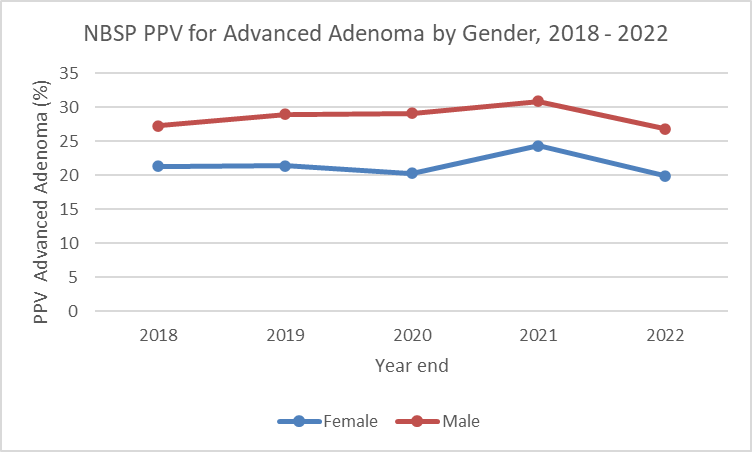 NBSP PPV for Advanced Adenoma by Gender, 2018 - 2022
PPV Advanced Adenoma (%)
35
30
25
20
15
10
5
0
2018 2019 2020 2021 2022
Year end
Female Male